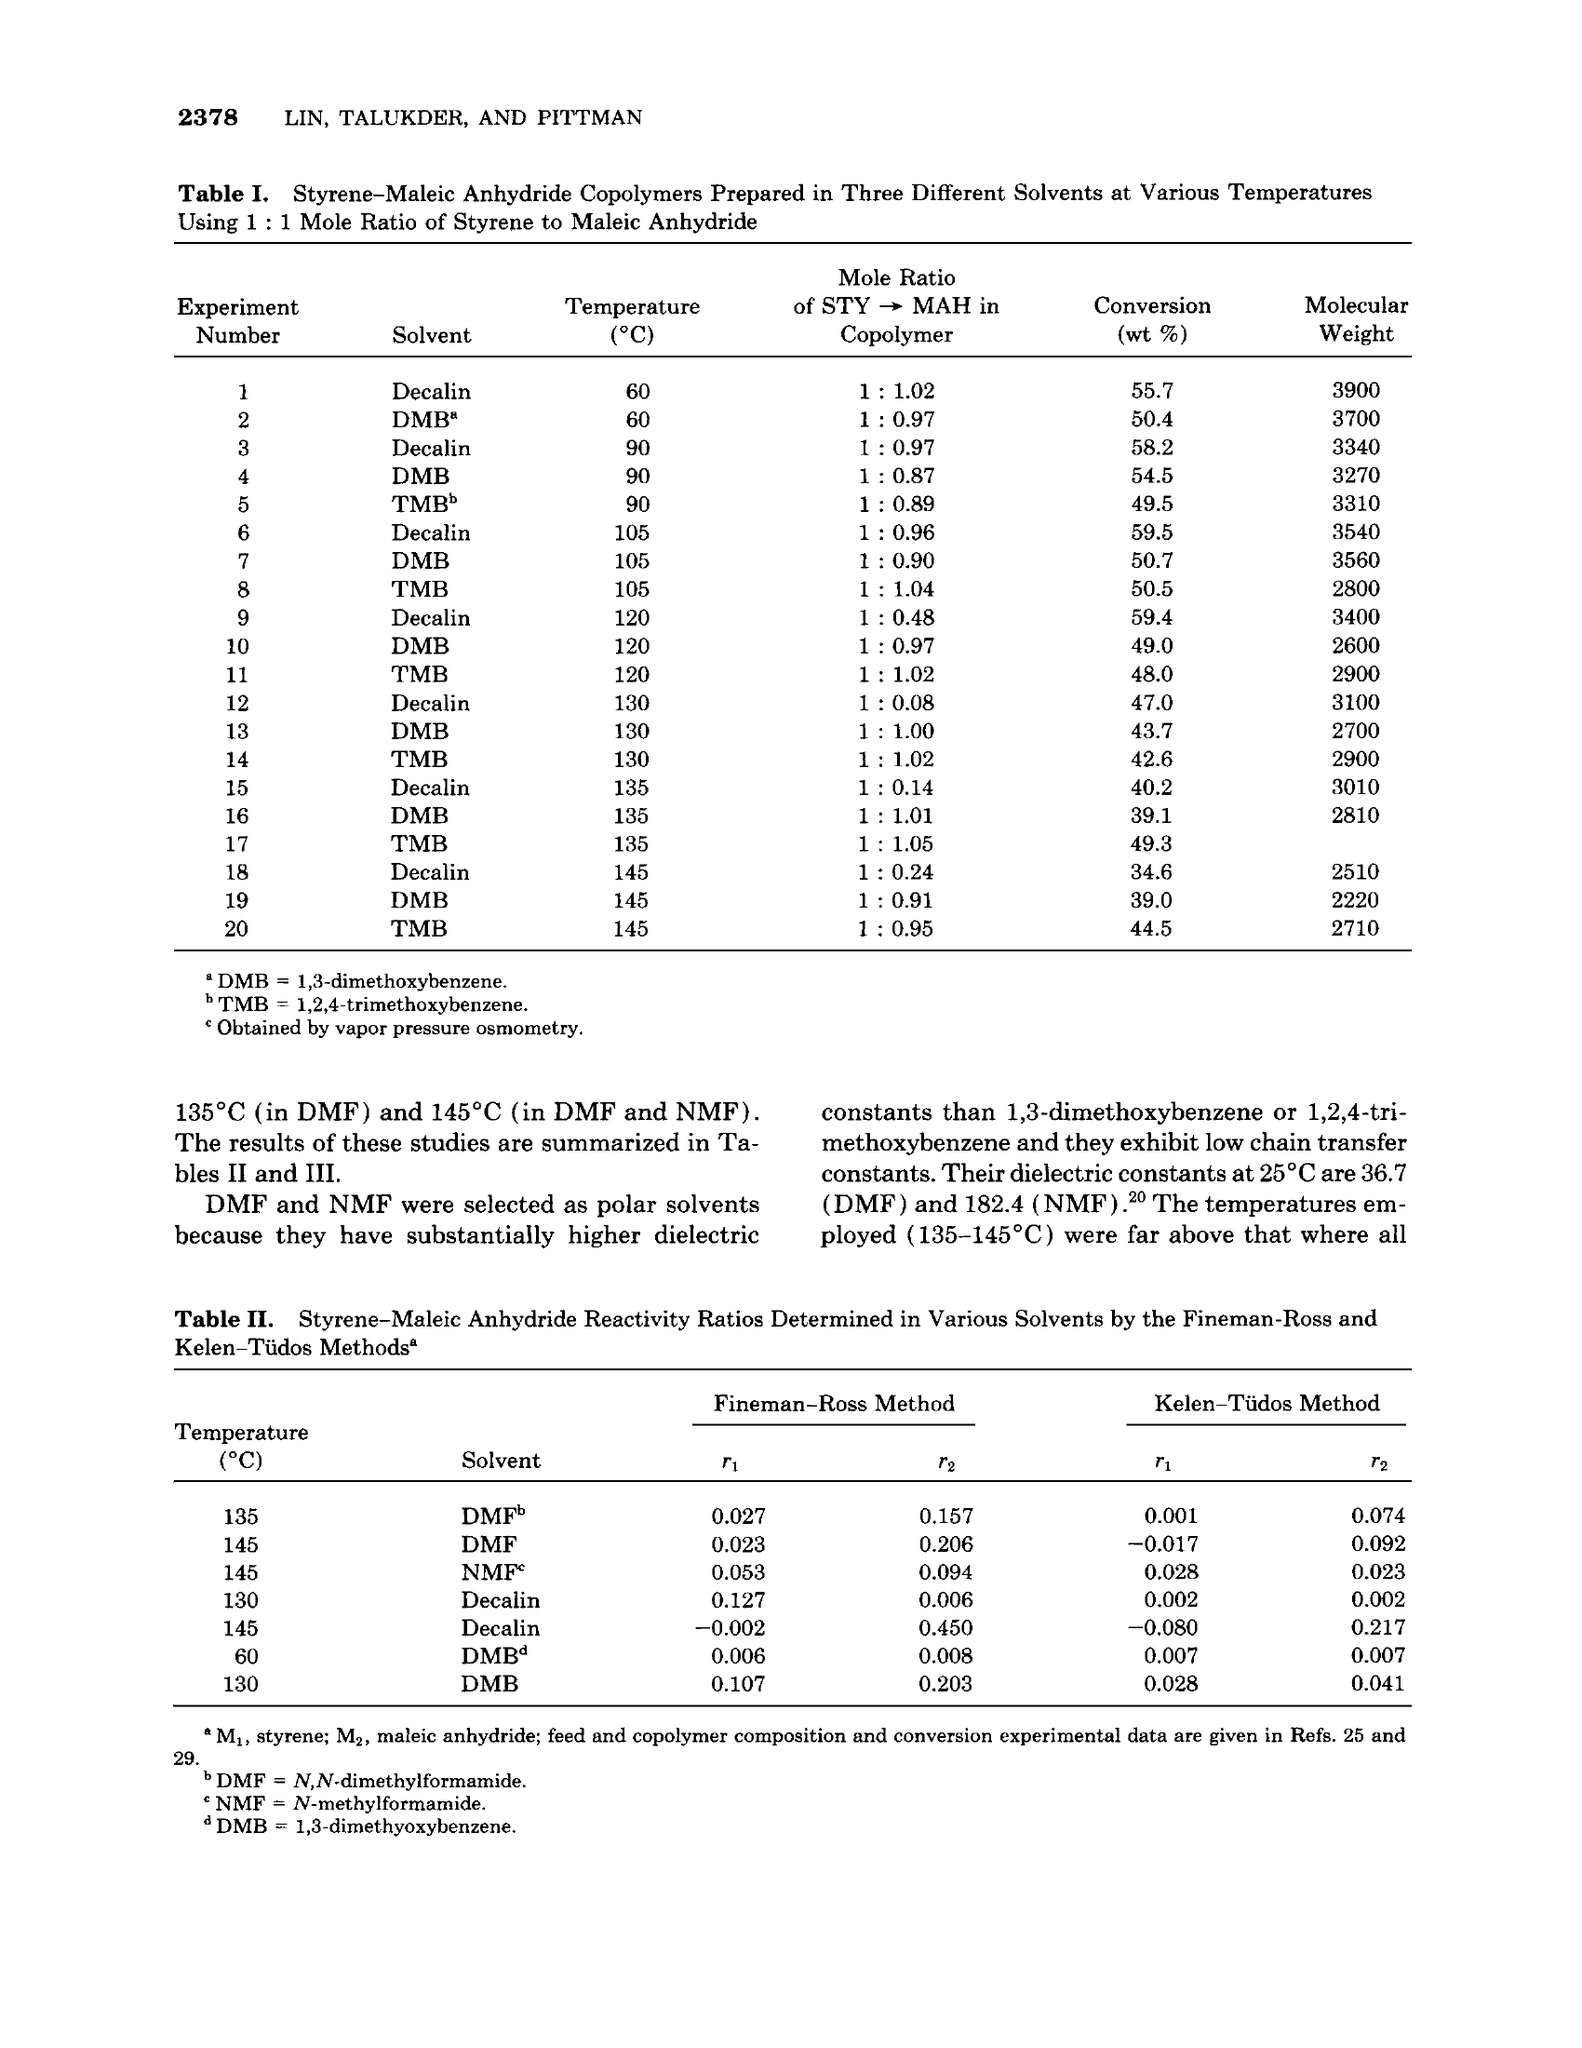 2378 LIN, TALUKDER, AND PITTMAN
Table I. Styrene–Maleic Anhydride Copolymers Prepared in Three Different Solvents at Various Temperatures
Using 1 : 1 Mole Ratio of Styrene to Maleic Anhydride
Mole Ratio
Experiment Temperature of STY → MAH in Conversion Molecular
Number Solvent (°C) Copolymer (wt %) Weight
1 Decalin 60 1 : 1.02 55.7 3900
2 DMBᵃ 60 1 : 0.97 50.4 3700
3 Decalin 90 1 : 0.97 58.2 3340
4 DMB 90 1 : 0.87 54.5 3270
5 TMBᵇ 90 1 : 0.89 49.5 3310
6 Decalin 105 1 : 0.96 59.5 3540
7 DMB 105 1 : 0.90 50.7 3560
8 TMB 105 1 : 1.04 50.5 2800
9 Decalin 120 1 : 0.48 59.4 3400
10 DMB 120 1 : 0.97 49.0 2600
11 TMB 120 1 : 1.02 48.0 2900
12 Decalin 130 1 : 0.08 47.0 3100
13 DMB 130 1 : 1.00 43.7 2700
14 TMB 130 1 : 1.02 42.6 2900
15 Decalin 135 1 : 0.14 40.2 3010
16 DMB 135 1 : 1.01 39.1 2810
17 TMB 135 1 : 1.05 49.3
18 Decalin 145 1 : 0.24 34.6 2510
19 DMB 145 1 : 0.91 39.0 2220
20 TMB 145 1 : 0.95 44.5 2710
ᵃ DMB = 1,3-dimethoxybenzene.
ᵇ TMB = 1,2,4-trimethoxybenzene.
ᶜ Obtained by vapor pressure osmometry.
135°C (in DMF) and 145°C (in DMF and NMF).
The results of these studies are summarized in Ta-
bles II and III.
DMF and NMF were selected as polar solvents
because they have substantially higher dielectric
constants than 1,3-dimethoxybenzene or 1,2,4-tri-
methoxybenzene and they exhibit low chain transfer
constants. Their dielectric constants at 25°C are 36.7
(DMF) and 182.4 (NMF).²⁰ The temperatures em-
ployed (135–145°C) were far above that where all
Table II. Styrene–Maleic Anhydride Reactivity Ratios Determined in Various Solvents by the Fineman-Ross and
Kelen–Tüdos Methodsᵃ
Fineman–Ross Method Kelen–Tüdos Method
Temperature
(°C) Solvent r₁ r₂ r₁ r₂
135 DMFᵇ 0.027 0.157 0.001 0.074
145 DMF 0.023 0.206 −0.017 0.092
145 NMFᶜ 0.053 0.094 0.028 0.023
130 Decalin 0.127 0.006 0.002 0.002
145 Decalin −0.002 0.450 −0.080 0.217
60 DMBᵈ 0.006 0.008 0.007 0.007
130 DMB 0.107 0.203 0.028 0.041
ᵃ M₁, styrene; M₂, maleic anhydride; feed and copolymer composition and conversion experimental data are given in Refs. 25 and
29.
ᵇ DMF = N,N-dimethylformamide.
ᶜ NMF = N-methylformamide.
ᵈ DMB = 1,3-dimethyoxybenzene.